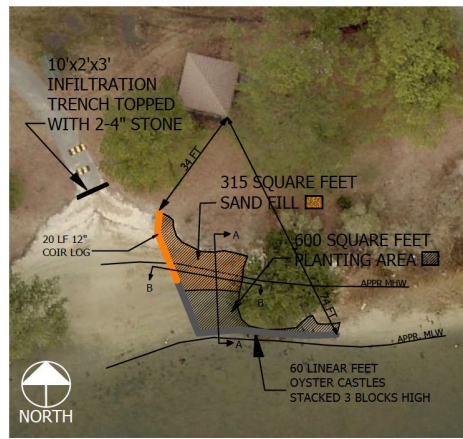 10'x2'x3'
INFILTRATION
TRENCH TOPPED
WITH 2-4" STONE
34 FT
315 SQUARE FEET
SAND FILL
20 LF 12"
COIR LOG
A
600 SQUARE FEET
PLANTING AREA
B
B
APPR MHW
74 FT
A
APPR. MLW
60 LINEAR FEET
OYSTER CASTLES
STACKED 3 BLOCKS HIGH
NORTH